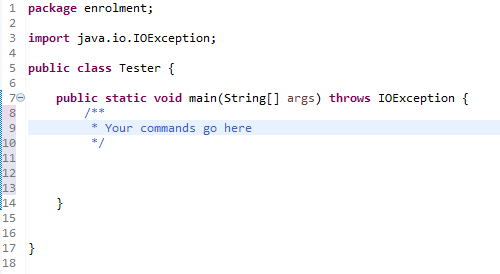 1 package enrolment;
2
3 import java.io.IOException;
4
5 public class Tester {
6
7     public static void main(String[] args) throws IOException {
8         /**
9          * Your commands go here
10          */
11
12
13
14     }
15
16
17 }
18